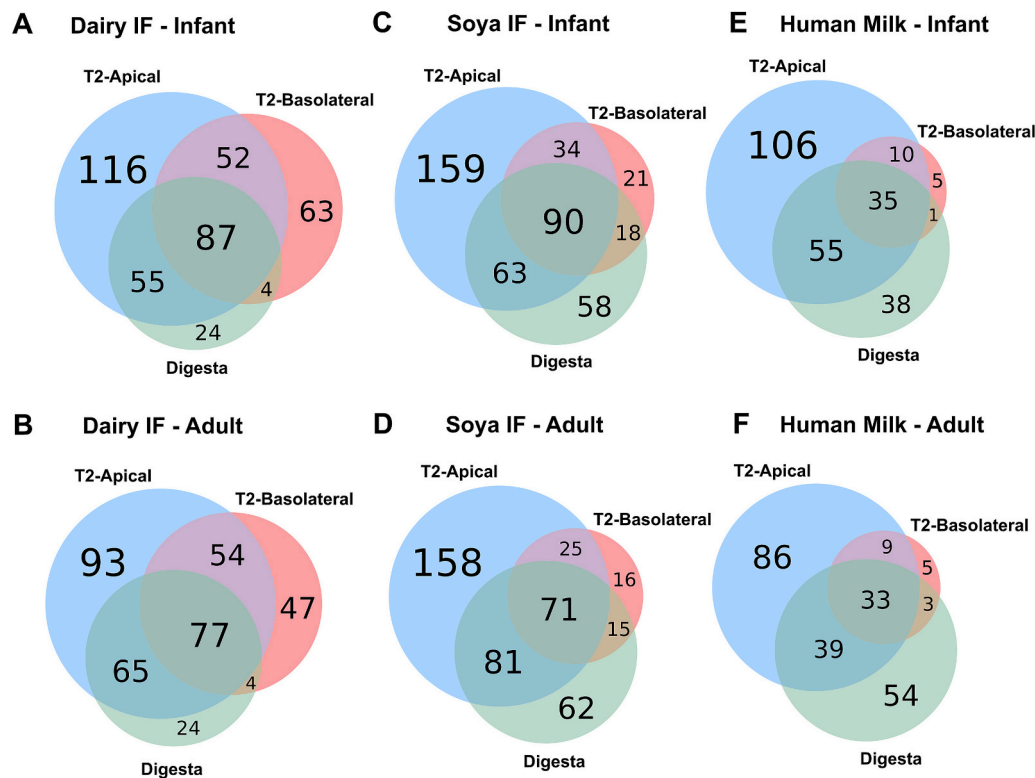 A Dairy IF - Infant
T2-Apical
T2-Basolateral
52
116
63
87
55
4
24
Digesta
C Soya IF - Infant
T2-Apical
T2-Basolateral
34
159
21
90
18
63
58
Digesta
E Human Milk - Infant
T2-Apical
T2-Basolateral
106
10
5
35
1
55
38
Digesta
B Dairy IF - Adult
T2-Apical
T2-Basolateral
93
54
47
77
65
4
24
Digesta
D Soya IF - Adult
T2-Apical
T2-Basolateral
25
158
16
71
15
81
62
Digesta
F Human Milk - Adult
T2-Apical
T2-Basolateral
9
86
5
33
3
39
54
Digesta